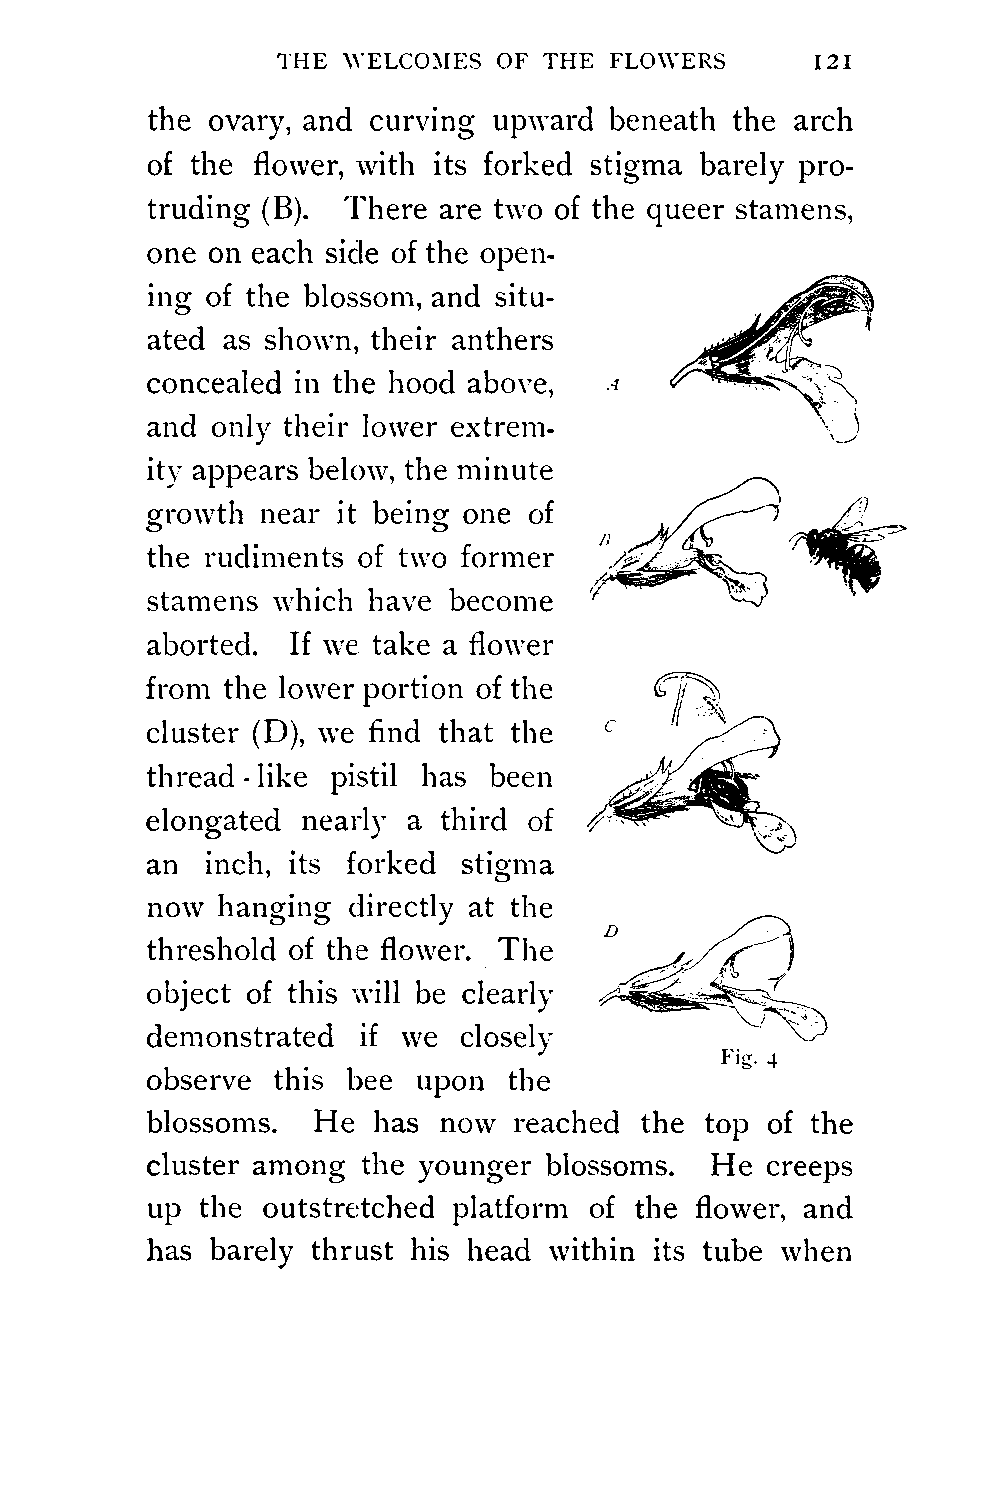 THE WELCOMES OF THE FLOWERS 121
the ovary, and curving upward beneath the arch
of the flower, with its forked stigma barely pro-
truding (B). There are two of the queer stamens,
one on each side of the open-
ing of the blossom, and situ-
ated as shown, their anthers
concealed in the hood above,
and only their lower extrem-
ity appears below, the minute
growth near it being one of
the rudiments of two former
stamens which have become
aborted. If we take a flower
from the lower portion of the
cluster (D), we find that the
thread-like pistil has been
elongated nearly a third of
an inch, its forked stigma
now hanging directly at the
threshold of the flower. The
object of this will be clearly
demonstrated if we closely
observe this bee upon the
A
B
C
D
Fig. 4
blossoms. He has now reached the top of the
cluster among the younger blossoms. He creeps
up the outstretched platform of the flower, and
has barely thrust his head within its tube when